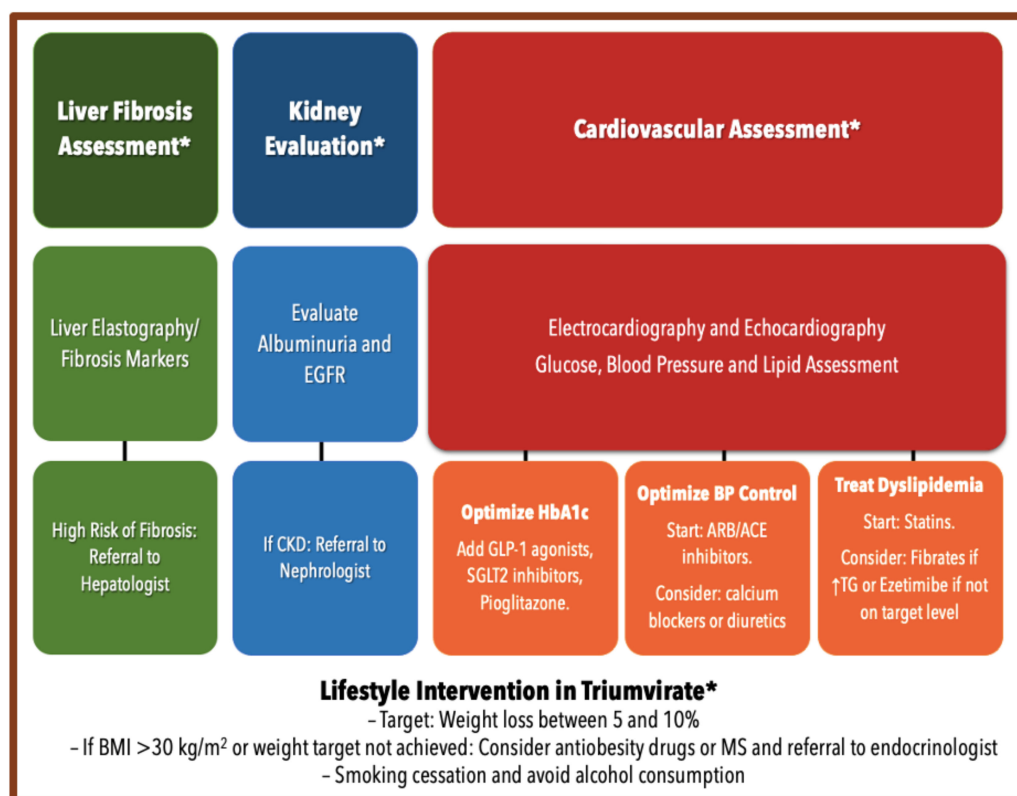 Liver Fibrosis
Assessment*
Kidney
Evaluation*
Cardiovascular Assessment*
Liver Elastography/
Fibrosis Markers
Evaluate
Albuminuria and
EGFR
Electrocardiography and Echocardiography
Glucose, Blood Pressure and Lipid Assessment
High Risk of Fibrosis:
Referral to
Hepatologist
If CKD: Referral to
Nephrologist
Optimize HbA1c
Add GLP-1 agonists,
SGLT2 inhibitors,
Pioglitazone.
Optimize BP Control
Start: ARB/ACE
inhibitors.
Consider: calcium
blockers or diuretics
Treat Dyslipidemia
Start: Statins.
Consider: Fibrates if
↑TG or Ezetimibe if not
on target level
Lifestyle Intervention in Triumvirate*
– Target: Weight loss between 5 and 10%
– If BMI >30 kg/m² or weight target not achieved: Consider antiobesity drugs or MS and referral to endocrinologist
– Smoking cessation and avoid alcohol consumption